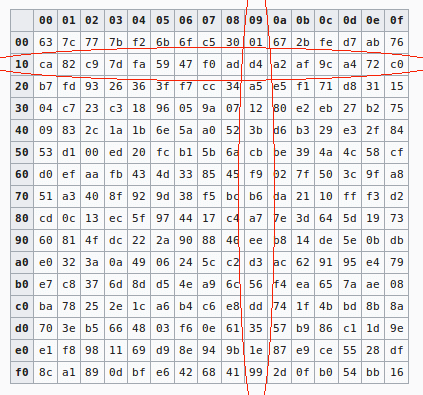 00 01 02 03 04 05 06 07 08 09 0a 0b 0c 0d 0e 0f
00 63 7c 77 7b f2 6b 6f c5 30 01 67 2b fe d7 ab 76
10 ca 82 c9 7d fa 59 47 f0 ad d4 a2 af 9c a4 72 c0
20 b7 fd 93 26 36 3f f7 cc 34 a5 e5 f1 71 d8 31 15
30 04 c7 23 c3 18 96 05 9a 07 12 80 e2 eb 27 b2 75
40 09 83 2c 1a 1b 6e 5a a0 52 3b d6 b3 29 e3 2f 84
50 53 d1 00 ed 20 fc b1 5b 6a cb be 39 4a 4c 58 cf
60 d0 ef aa fb 43 4d 33 85 45 f9 02 7f 50 3c 9f a8
70 51 a3 40 8f 92 9d 38 f5 bc b6 da 21 10 ff f3 d2
80 cd 0c 13 ec 5f 97 44 17 c4 a7 7e 3d 64 5d 19 73
90 60 81 4f dc 22 2a 90 88 46 ee b8 14 de 5e 0b db
a0 e0 32 3a 0a 49 06 24 5c c2 d3 ac 62 91 95 e4 79
b0 e7 c8 37 6d 8d d5 4e a9 6c 56 f4 ea 65 7a ae 08
c0 ba 78 25 2e 1c a6 b4 c6 e8 dd 74 1f 4b bd 8b 8a
d0 70 3e b5 66 48 03 f6 0e 61 35 57 b9 86 c1 1d 9e
e0 e1 f8 98 11 69 d9 8e 94 9b 1e 87 e9 ce 55 28 df
f0 8c a1 89 0d bf e6 42 68 41 99 2d 0f b0 54 bb 16